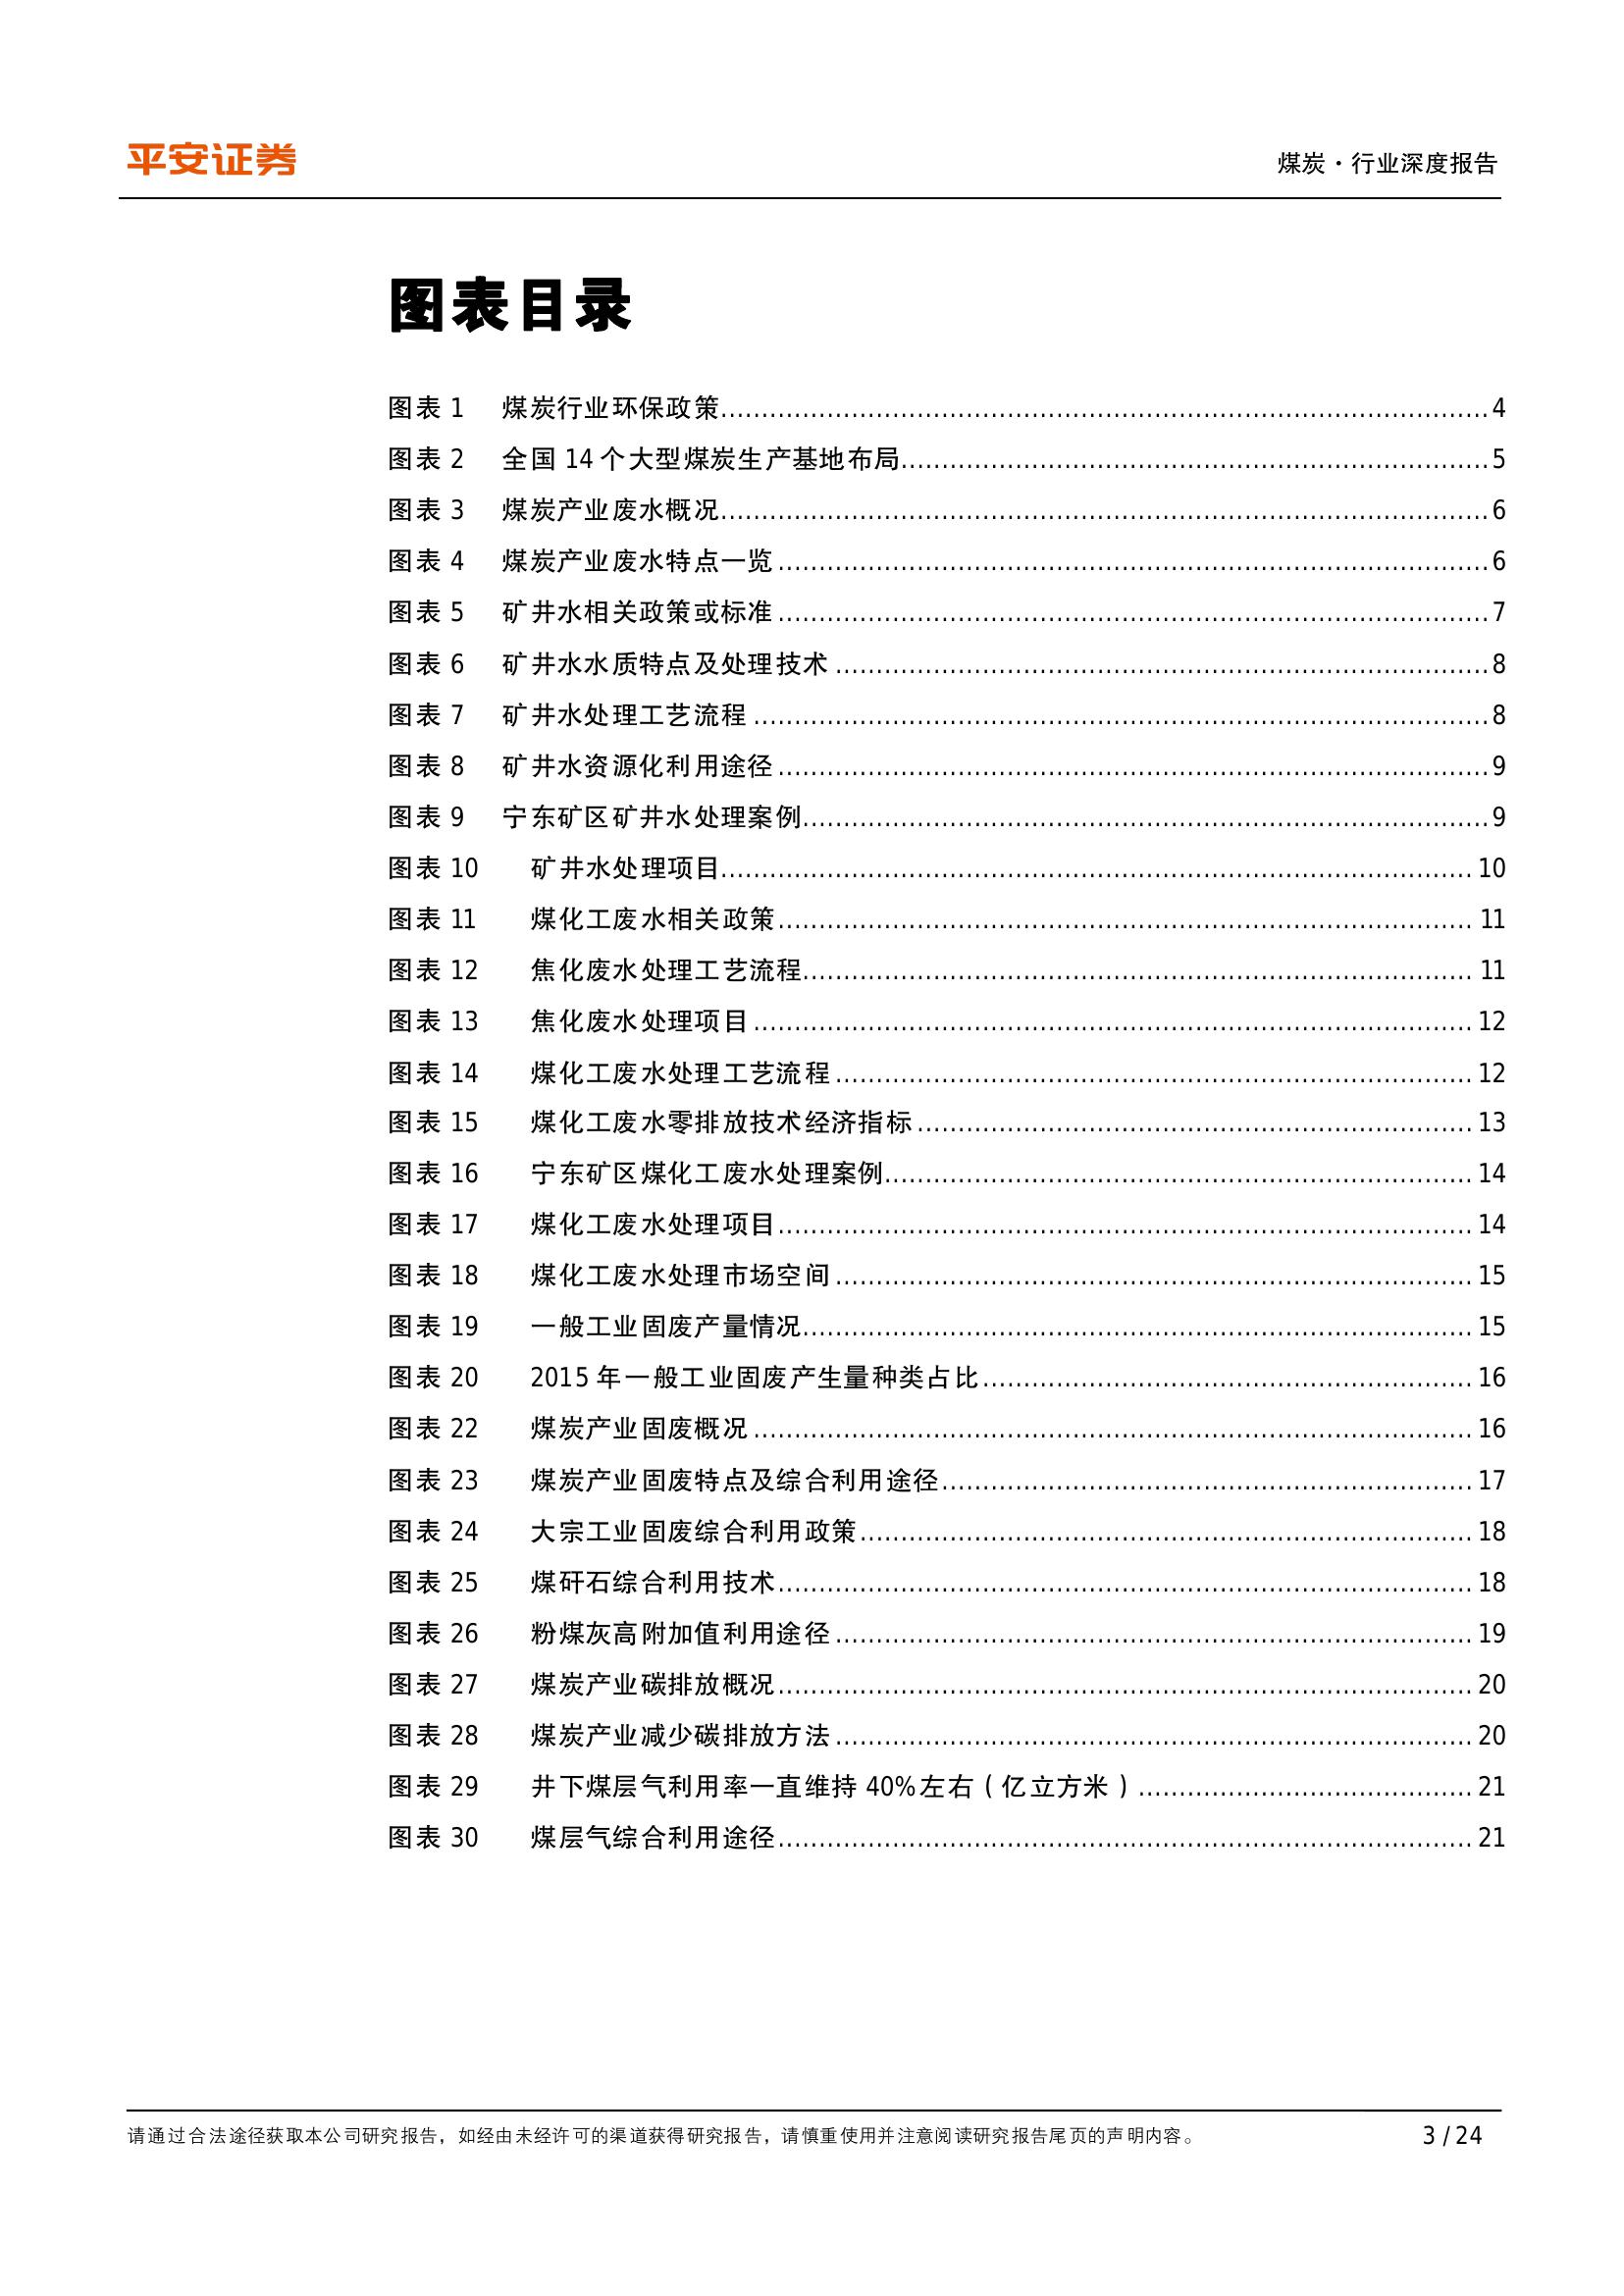 平安证券
煤炭·行业深度报告
图表目录
图表 1 煤炭行业环保政策........................................4
图表 2 全国 14 个大型煤炭生产基地布局........................................5
图表 3 煤炭产业废水概况........................................6
图表 4 煤炭产业废水特点一览........................................6
图表 5 矿井水相关政策或标准........................................7
图表 6 矿井水水质特点及处理技术........................................8
图表 7 矿井水处理工艺流程........................................8
图表 8 矿井水资源化利用途径........................................9
图表 9 宁东矿区矿井水处理案例........................................9
图表 10 矿井水处理项目........................................10
图表 11 煤化工废水相关政策........................................11
图表 12 焦化废水处理工艺流程........................................11
图表 13 焦化废水处理项目........................................12
图表 14 煤化工废水处理工艺流程........................................12
图表 15 煤化工废水零排放技术经济指标........................................13
图表 16 宁东矿区煤化工废水处理案例........................................14
图表 17 煤化工废水处理项目........................................14
图表 18 煤化工废水处理市场空间........................................15
图表 19 一般工业固废产量情况........................................15
图表 20 2015 年一般工业固废产生量种类占比........................................16
图表 22 煤炭产业固废概况........................................16
图表 23 煤炭产业固废特点及综合利用途径........................................17
图表 24 大宗工业固废综合利用政策........................................18
图表 25 煤矸石综合利用技术........................................18
图表 26 粉煤灰高附加值利用途径........................................19
图表 27 煤炭产业碳排放概况........................................20
图表 28 煤炭产业减少碳排放方法........................................20
图表 29 井下煤层气利用率一直维持 40%左右（亿立方米）........................................21
图表 30 煤层气综合利用途径........................................21
请通过合法途径获取本公司研究报告，如经由未经许可的渠道获得研究报告，请慎重使用并注意阅读研究报告尾页的声明内容。
3 / 24